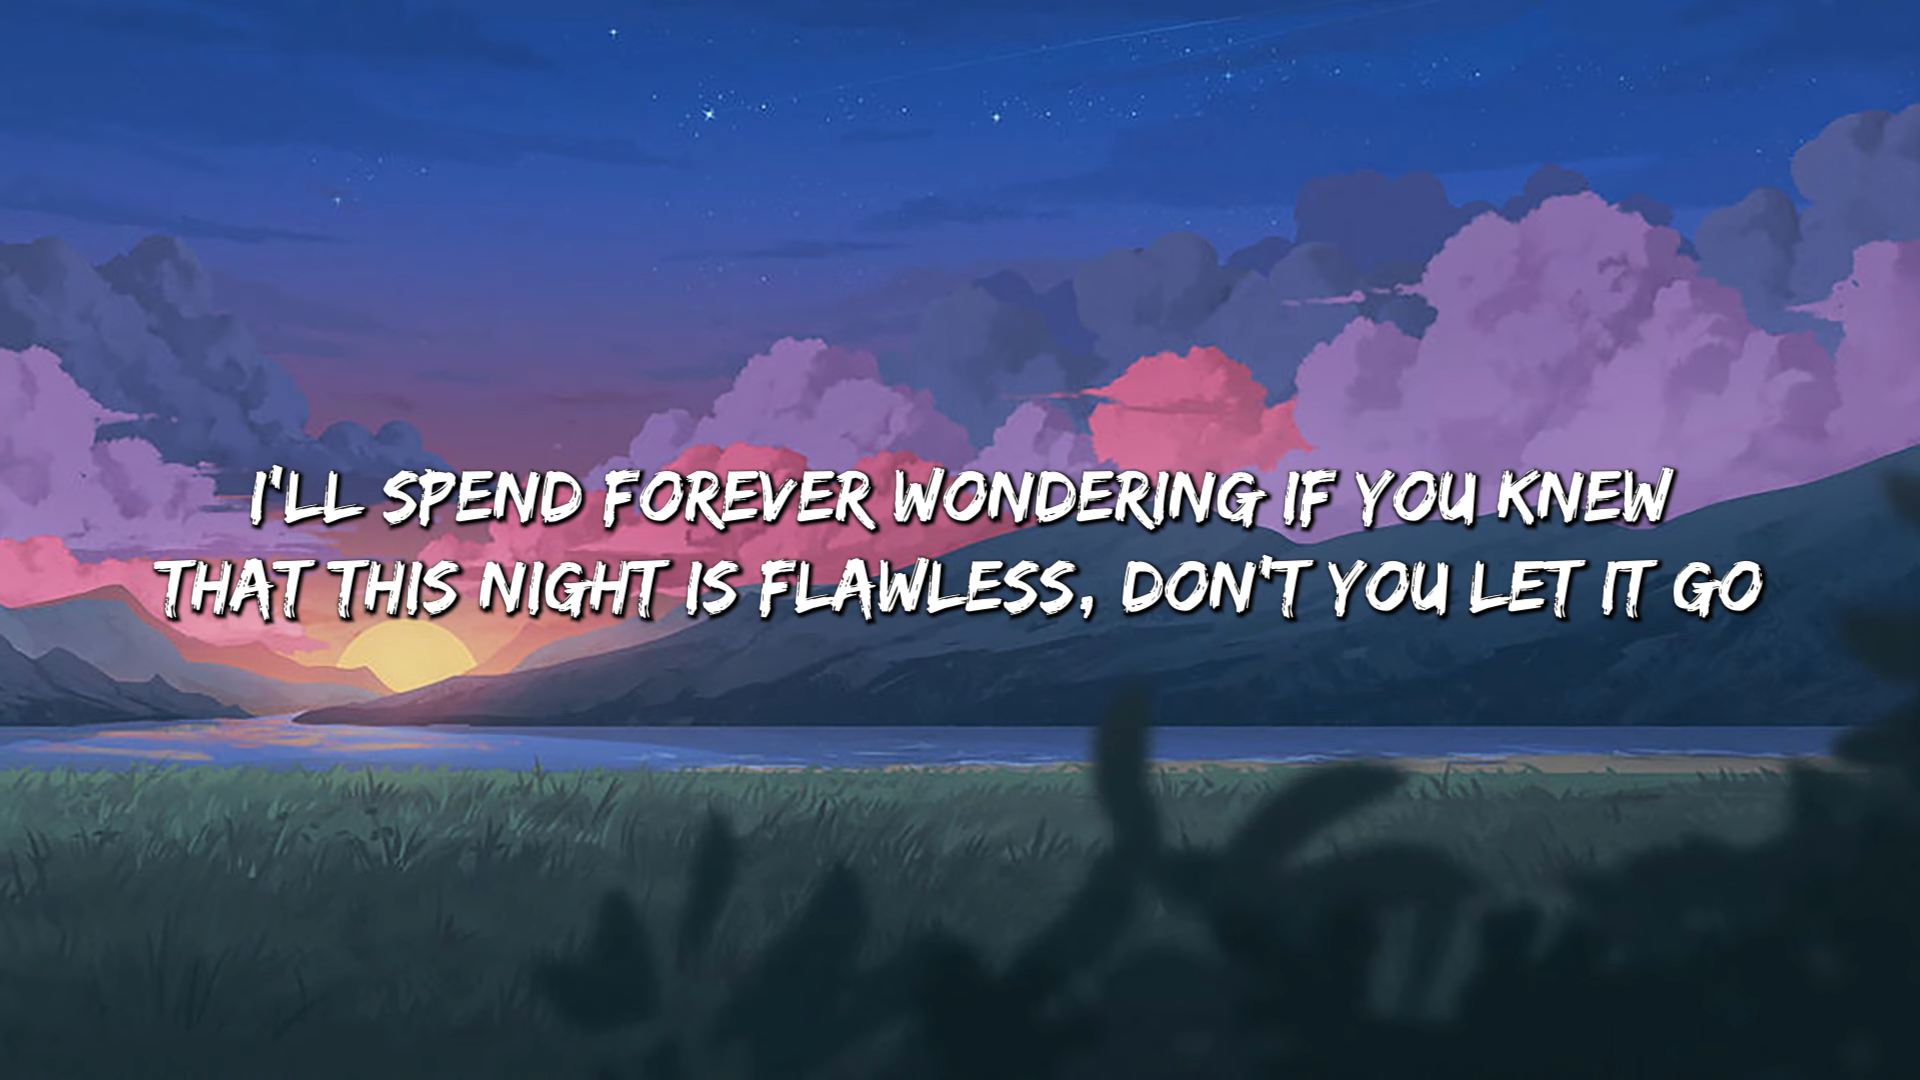 I'LL SPEND FOREVER WONDERING IF YOU KNEW
THAT THIS NIGHT IS FLAWLESS, DON'T YOU LET IT GO